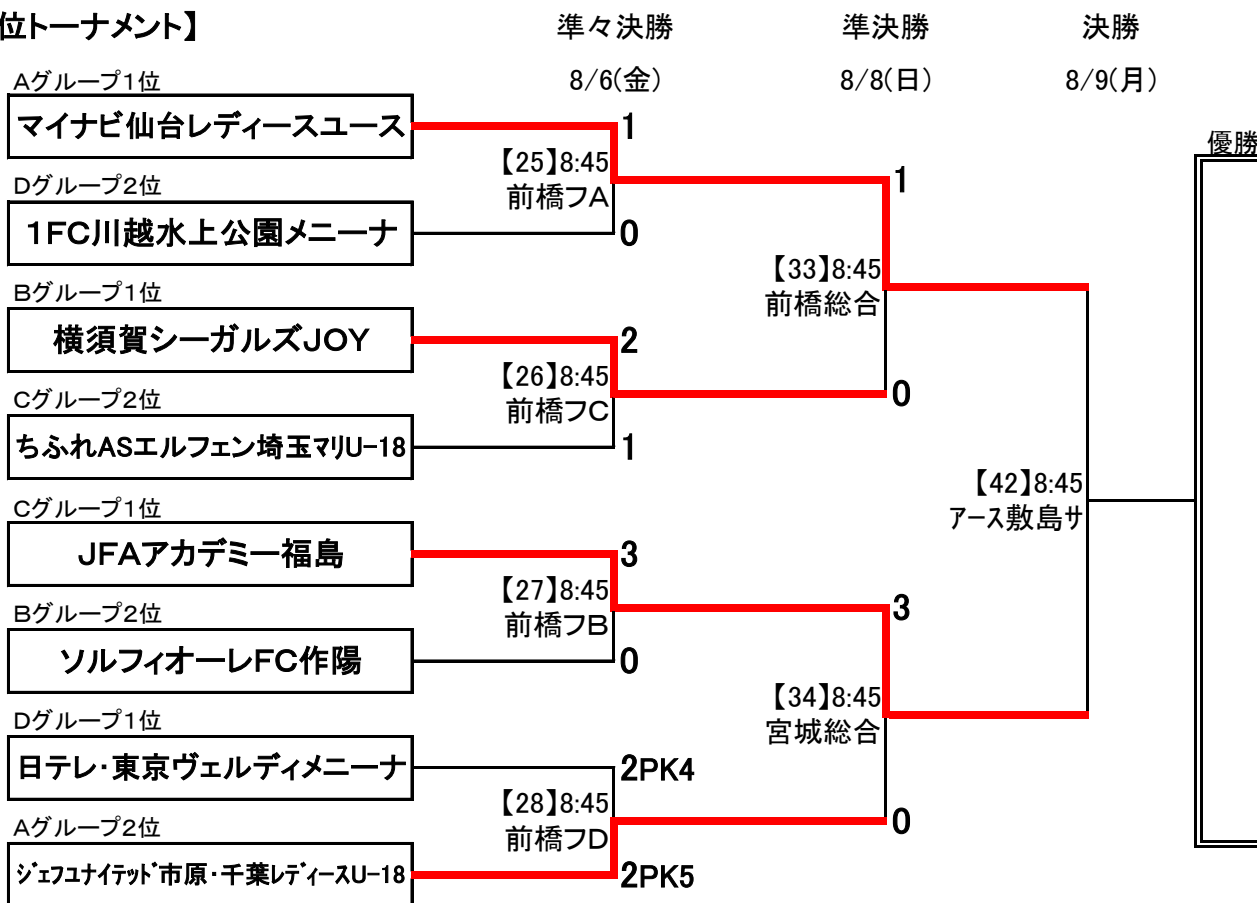 位トーナメント】
準々決勝
準決勝
決勝
8/6(金)
8/8(日)
8/9(月)
優勝
Aグループ1位
マイナビ仙台レディースユース
1
【25】8:45
前橋フA
Dグループ2位
1FC川越水上公園メニーナ
0
1
【33】8:45
前橋総合
Bグループ1位
横須賀シーガルズJOY
2
【26】8:45
前橋フC
0
Cグループ2位
ちふれASエルフェン埼玉マリU-18
1
【42】8:45
アース敷島サ
Cグループ1位
JFAアカデミー福島
3
【27】8:45
前橋フB
3
Bグループ2位
ソルフィオーレFC作陽
0
【34】8:45
宮城総合
Dグループ1位
日テレ・東京ヴェルディメニーナ
2PK4
【28】8:45
前橋フD
0
Aグループ2位
ジェフユナイテッド市原・千葉レディースU-18
2PK5